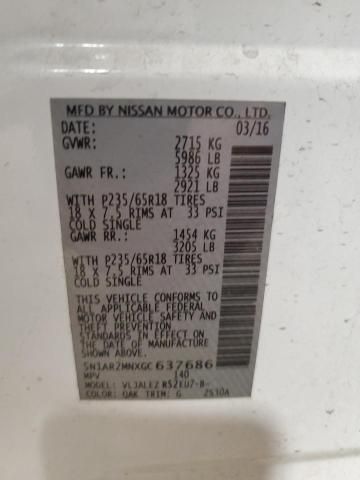 MFD BY NISSAN MOTOR CO., LTD.
DATE: 03/16
GVWR: 2715 KG
5986 LB
GAWR FR.: 1325 KG
2921 LB
WITH P235/65R18 TIRES
18 X 7.5 RIMS AT 33 PSI
COLD SINGLE
GAWR RR.: 1454 KG
3205 LB
WITH P235/65R18 TIRES
18 X 7.5 RIMS AT 33 PSI
COLD SINGLE
THIS VEHICLE CONFORMS TO
ALL APPLICABLE FEDERAL
MOTOR VEHICLE SAFETY AND
THEFT PREVENTION
STANDARDS IN EFFECT ON
THE DATE OF MANUFACTURE
SHOWN ABOVE.
5N1AR2MNXGC 637686
MPV 140
MODEL:
COLOR: QAK TRIM: G